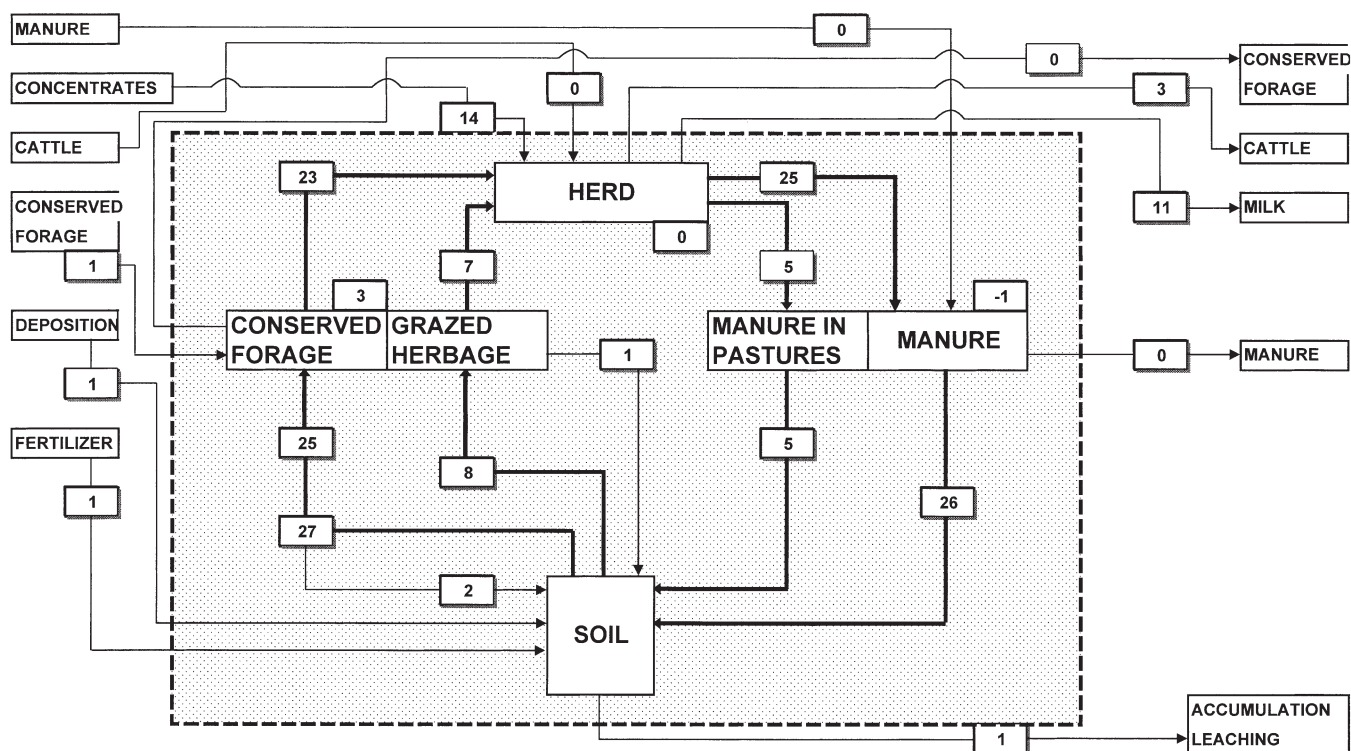 MANURE
0
0
CONSERVED
FORAGE
CONCENTRATES
0
3
14
CATTLE
CATTLE
23
HERD
25
CONSERVED
FORAGE
11
MILK
0
1
7
5
3
-1
DEPOSITION
CONSERVED
FORAGE
GRAZED
HERBAGE
1
MANURE IN
PASTURES
MANURE
0
MANURE
1
FERTILIZER
25
5
8
1
26
27
2
SOIL
ACCUMULATION
LEACHING
1